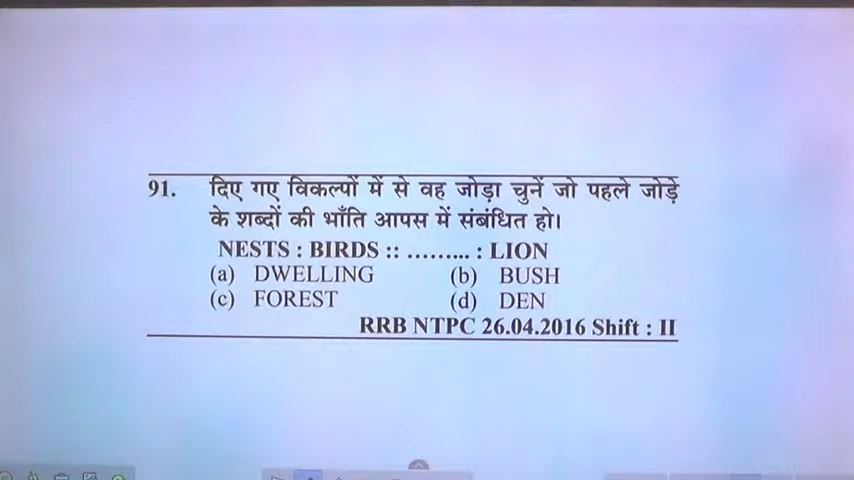 91. दिए गए विकल्पों में से वह जोड़ा चुनें जो पहले जोड़े
के शब्दों की भाँति आपस में संबंधित हो।
NESTS : BIRDS :: ......... : LION
(a) DWELLING (b) BUSH
(c) FOREST (d) DEN
RRB NTPC 26.04.2016 Shift : II